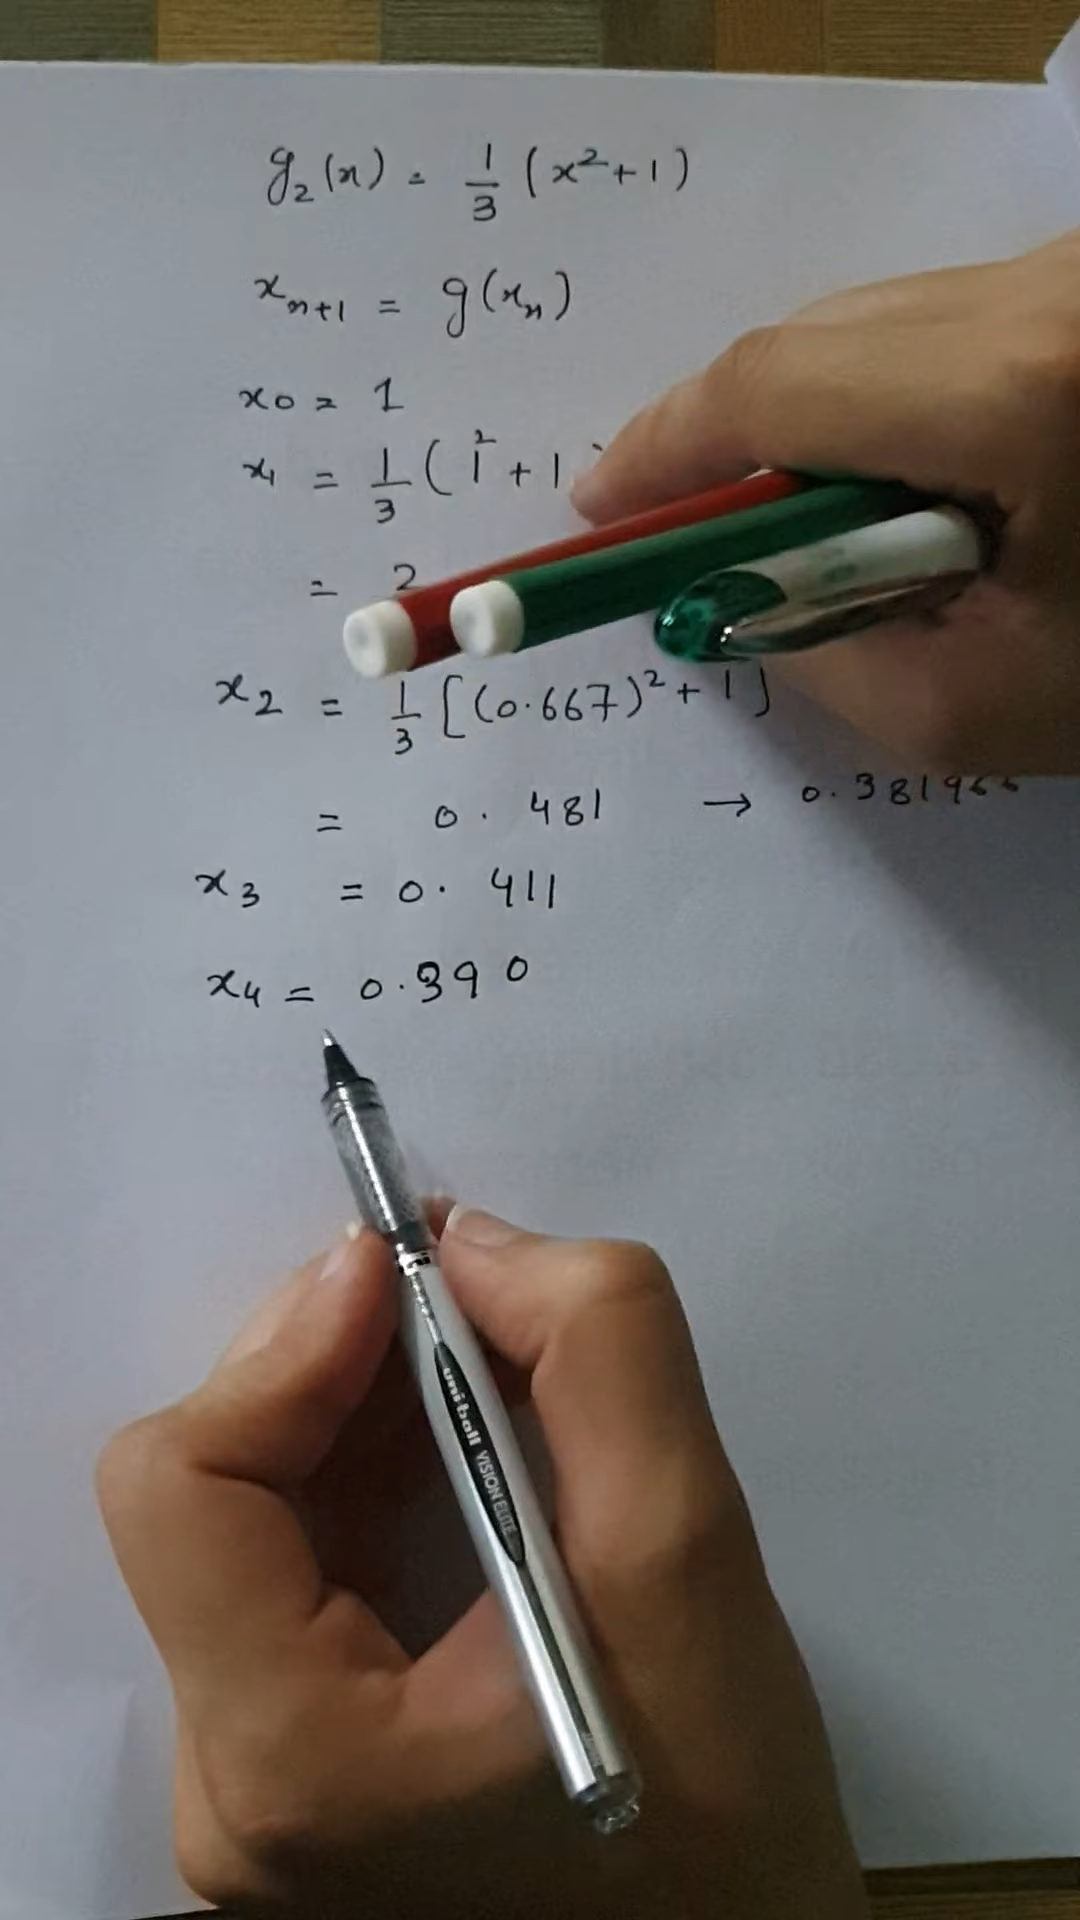 g₂(x) = 1/3 (x² + 1)
xₙ₊₁ = g(xₙ)
x0 = 1
x₁ = 1/3 (1² + 1
= 2
x₂ = 1/3 [(0.667)² + 1]
= 0.481 → 0.381966
x₃ = 0.411
x₄ = 0.390
uni-ball VISION ELITE